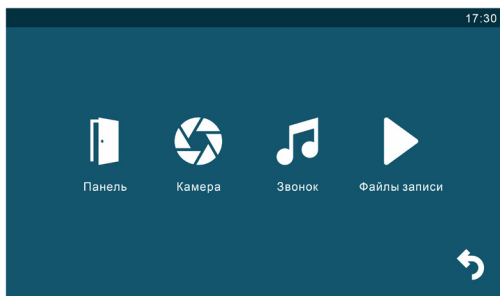 17:30
Панель
Камера
Звонок
Файлы записи